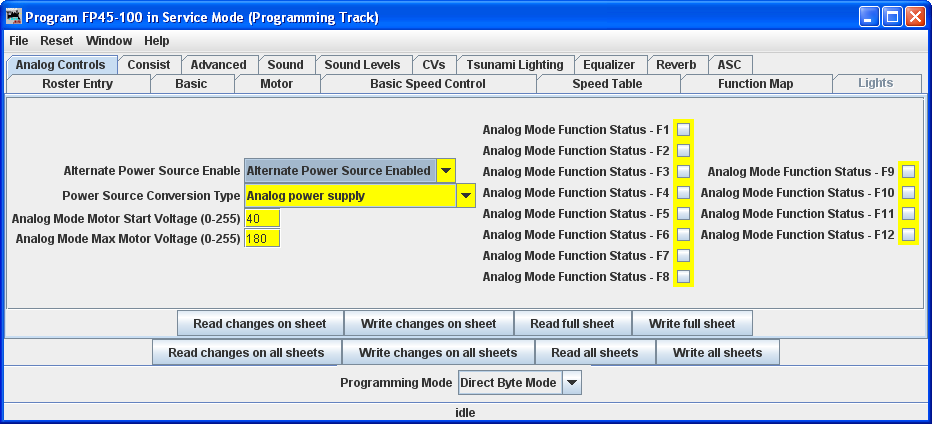 Program FP45-100 in Service Mode (Programming Track)
File Reset Window Help
Analog Controls Consist Advanced Sound Sound Levels CVs Tsunami Lighting Equalizer Reverb ASC
Roster Entry Basic Motor Basic Speed Control Speed Table Function Map Lights
Alternate Power Source Enable Alternate Power Source Enabled
Power Source Conversion Type Analog power supply
Analog Mode Motor Start Voltage (0-255) 40
Analog Mode Max Motor Voltage (0-255) 180
Analog Mode Function Status - F1
Analog Mode Function Status - F2
Analog Mode Function Status - F3
Analog Mode Function Status - F4
Analog Mode Function Status - F5
Analog Mode Function Status - F6
Analog Mode Function Status - F7
Analog Mode Function Status - F8
Analog Mode Function Status - F9
Analog Mode Function Status - F10
Analog Mode Function Status - F11
Analog Mode Function Status - F12
Read changes on sheet Write changes on sheet Read full sheet Write full sheet
Read changes on all sheets Write changes on all sheets Read all sheets Write all sheets
Programming Mode Direct Byte Mode
idle